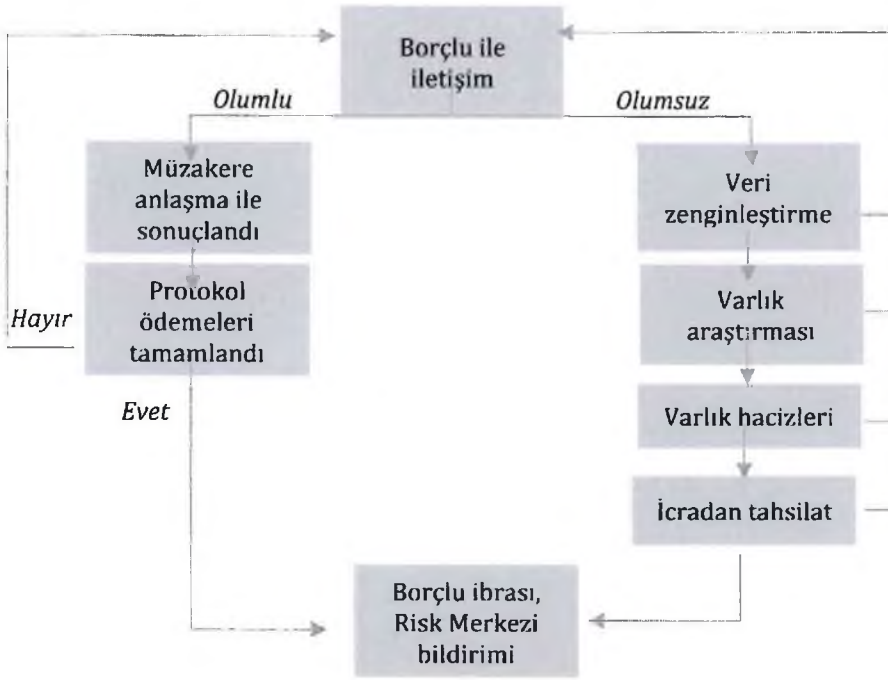 Borçlu ile
iletişim
Olumlu
Olumsuz
Müzakere
anlaşma ile
sonuçlandı
Veri
zenginleştirme
Protokol
ödemeleri
tamamlandı
Hayır
Varlık
araştırması
Evet
Varlık hacizleri
İcradan tahsilat
Borçlu ibrası,
Risk Merkezi
bildirimi